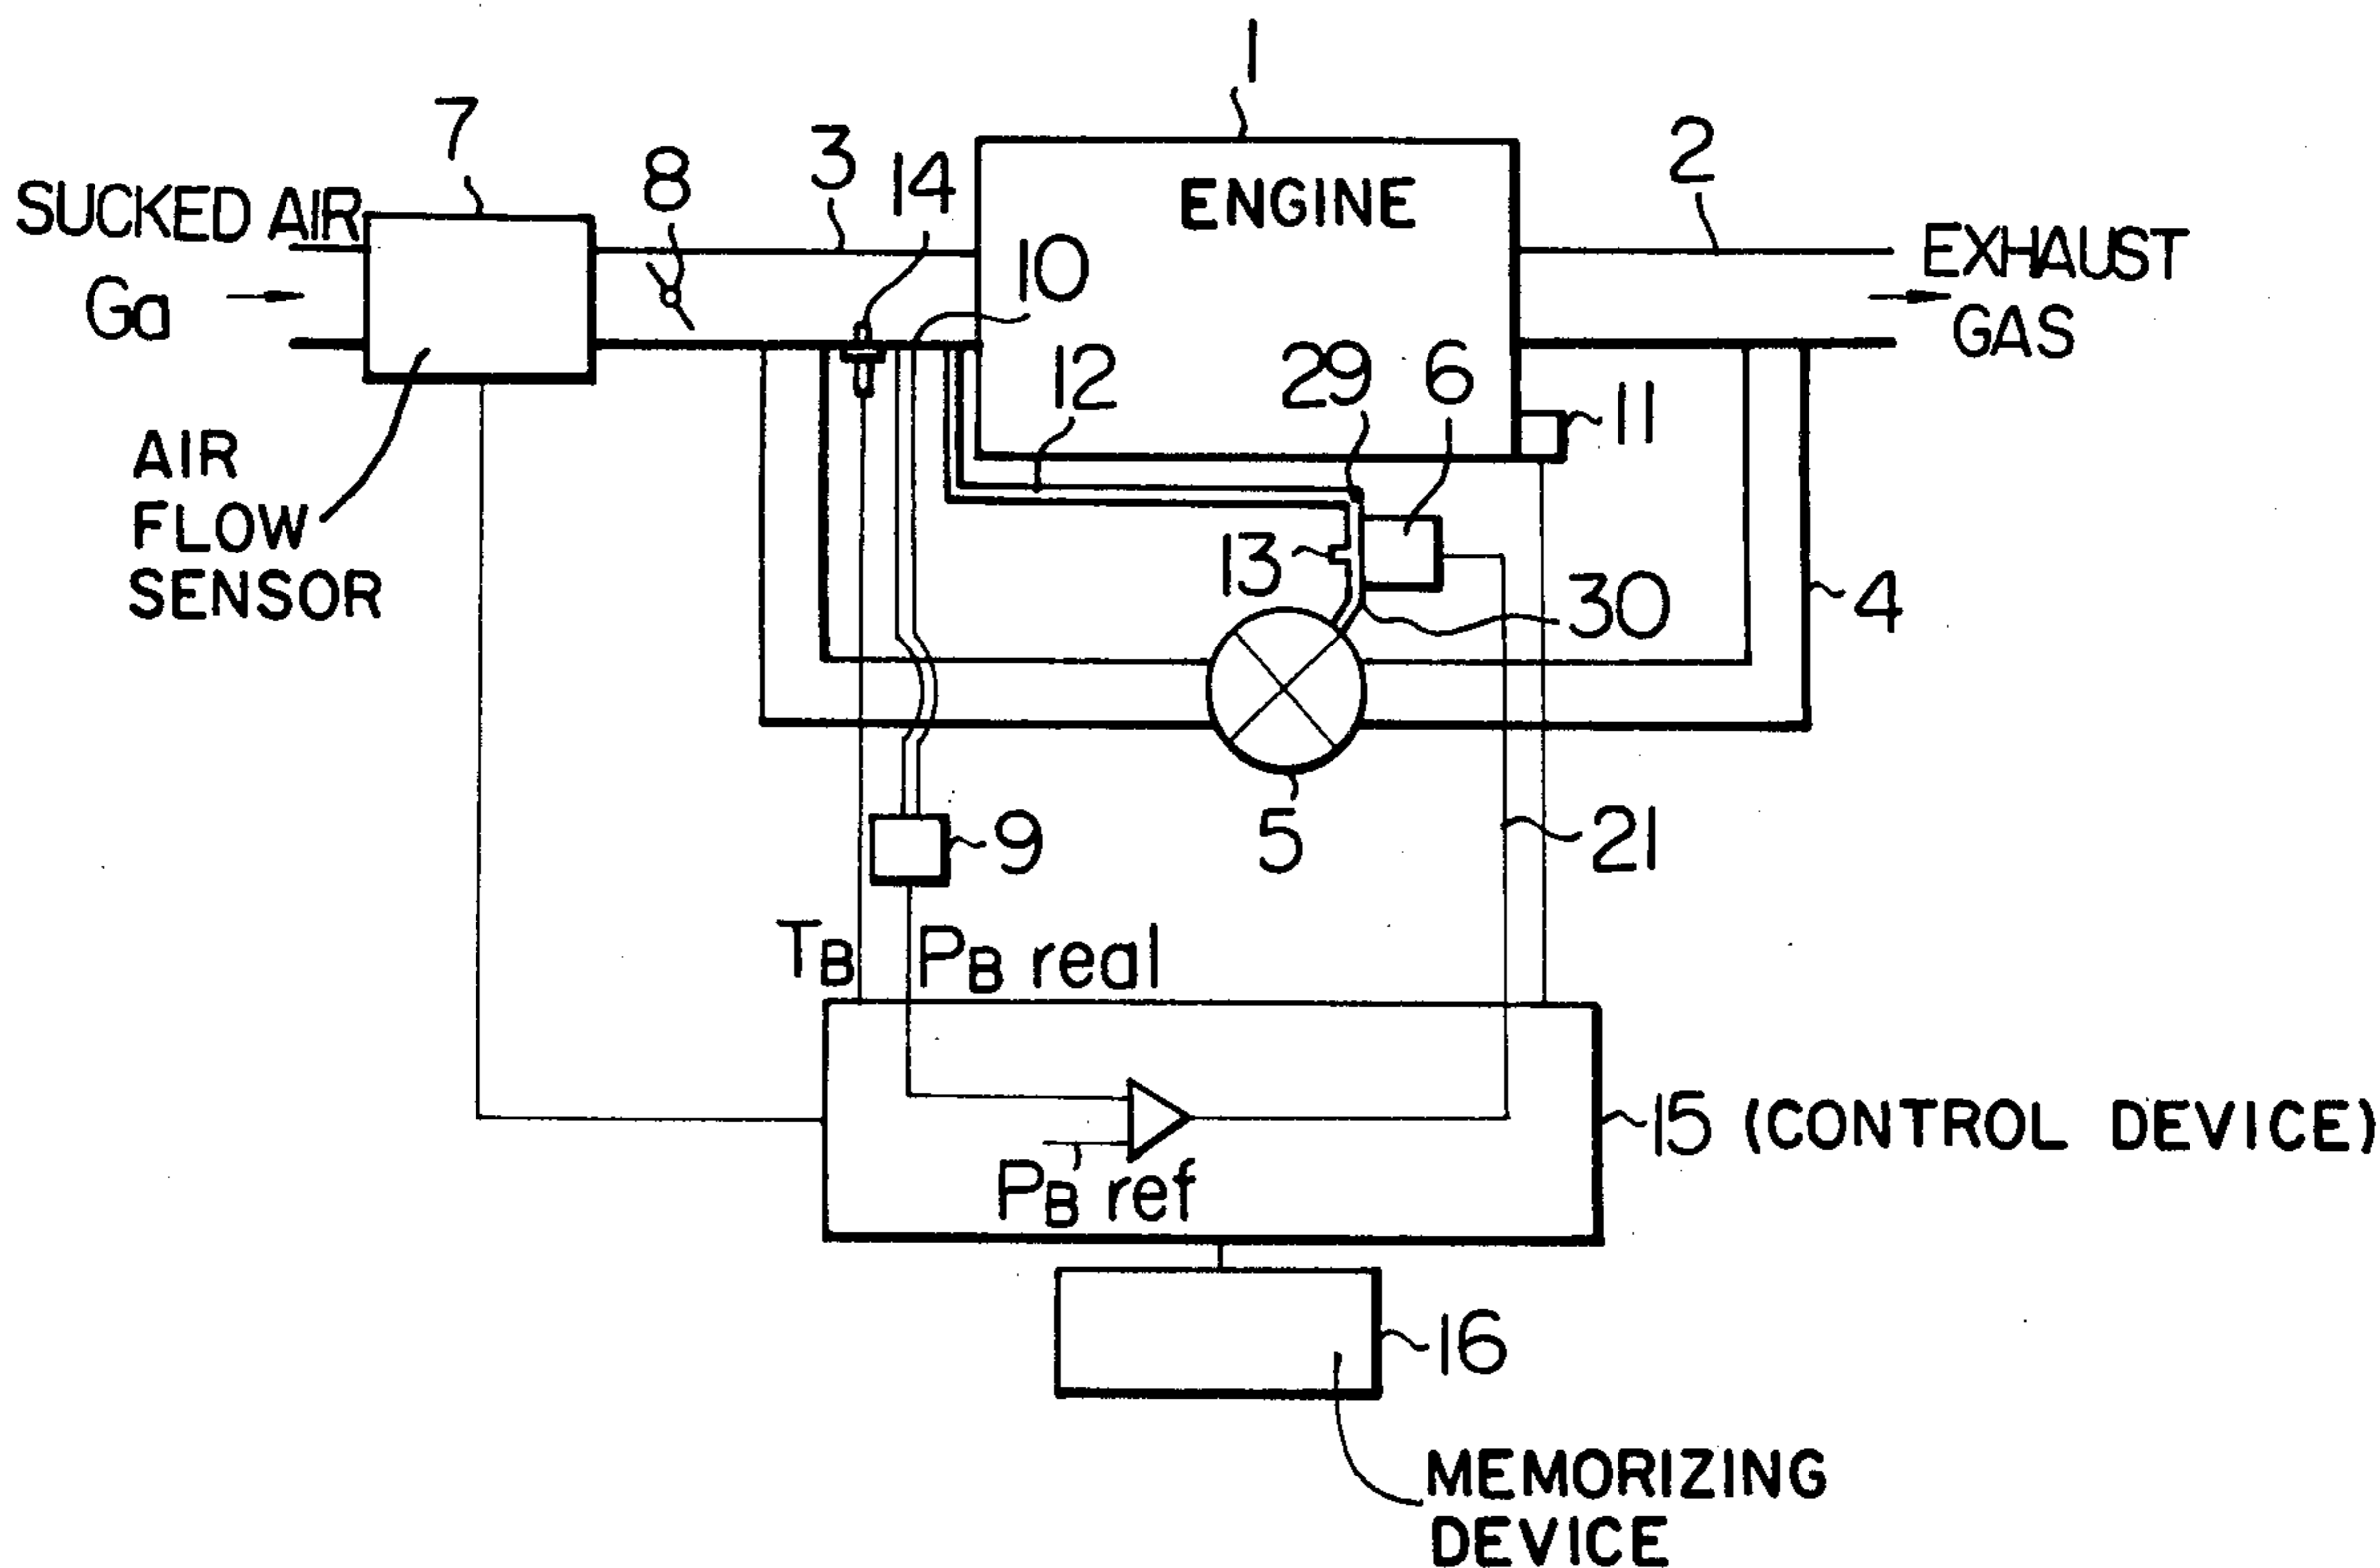 1
7
8
3
14
2
SUCKED AIR
ENGINE
EXHAUST
GAS
Ga
10
12
29
6
11
AIR
FLOW
SENSOR
13
30
4
5
9
21
TB
PB real
15 (CONTROL DEVICE)
PB ref
16
MEMORIZING
DEVICE